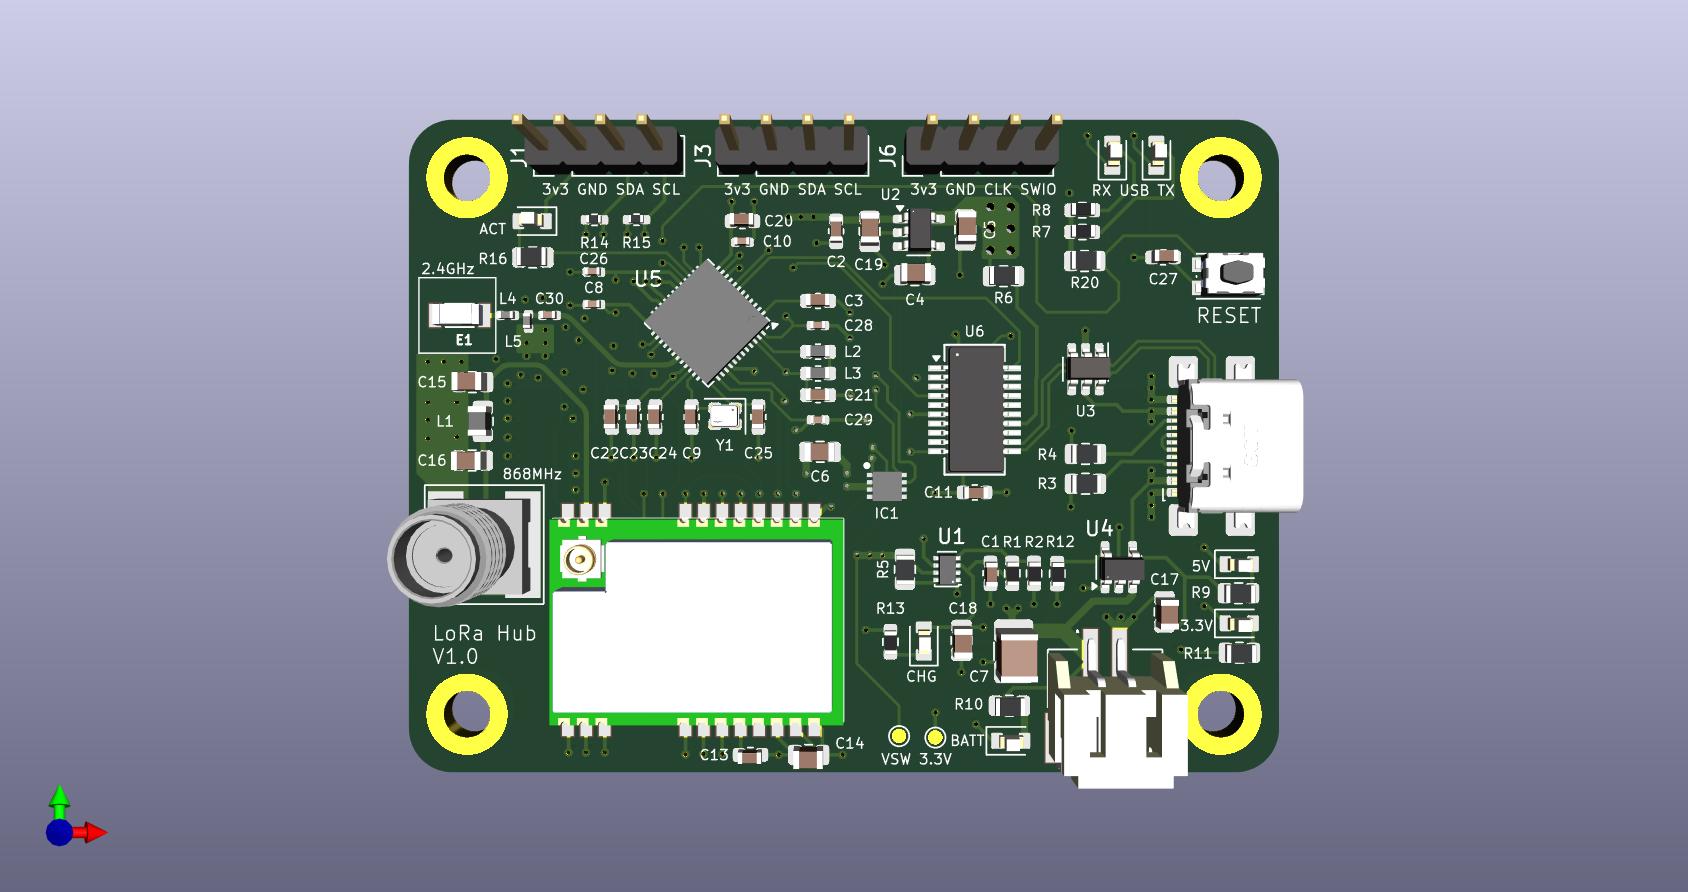 J1
J3
J6
3v3 GND SDA SCL
3v3 GND SDA SCL
U2
3v3 GND CLK SWIO
RX USB TX
ACT
R14
R15
C20
C10
C2
C19
C5
R8
R7
R16
C26
C8
U5
C4
R6
R20
C27
2.4GHz
L4
C30
L5
E1
C3
C28
L2
L3
C21
C29
U6
RESET
C15
L1
C16
U3
C22
C23
C24
C9
Y1
C25
C6
R4
R3
868MHz
C11
IC1
U1
C1
R1
R2
R12
U4
R5
5V
R9
C17
3.3V
R11
R13
C18
CHG
C7
LoRa Hub
V1.0
R10
BATT
C13
C14
VSW 3.3V